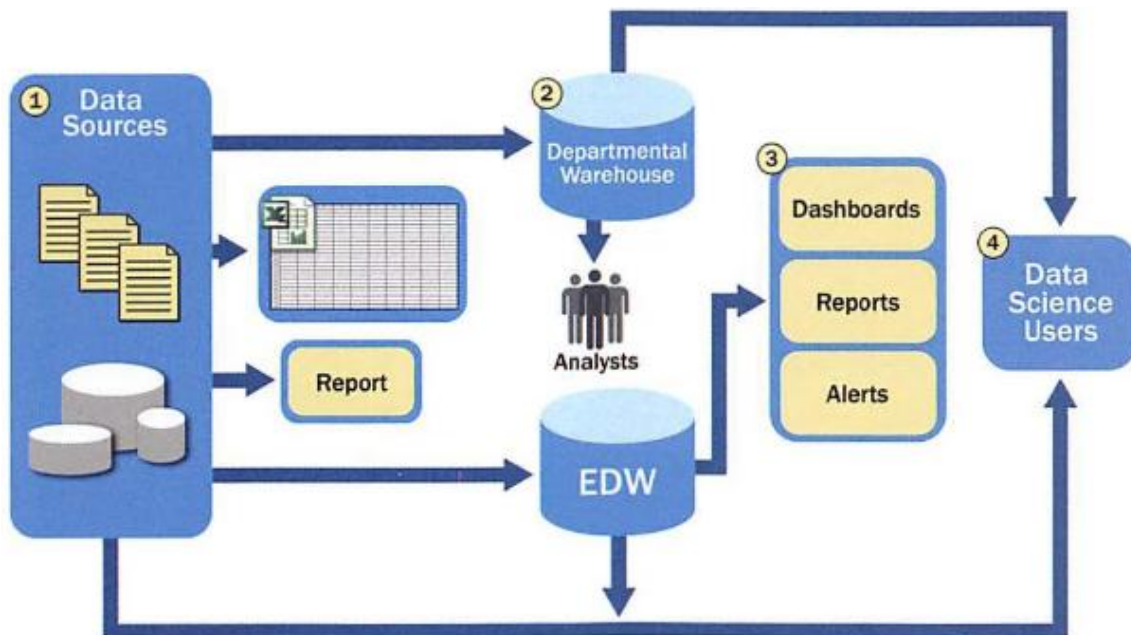 1
Data
Sources
Report
2
Departmental
Warehouse
Analysts
EDW
3
Dashboards
Reports
Alerts
4
Data
Science
Users